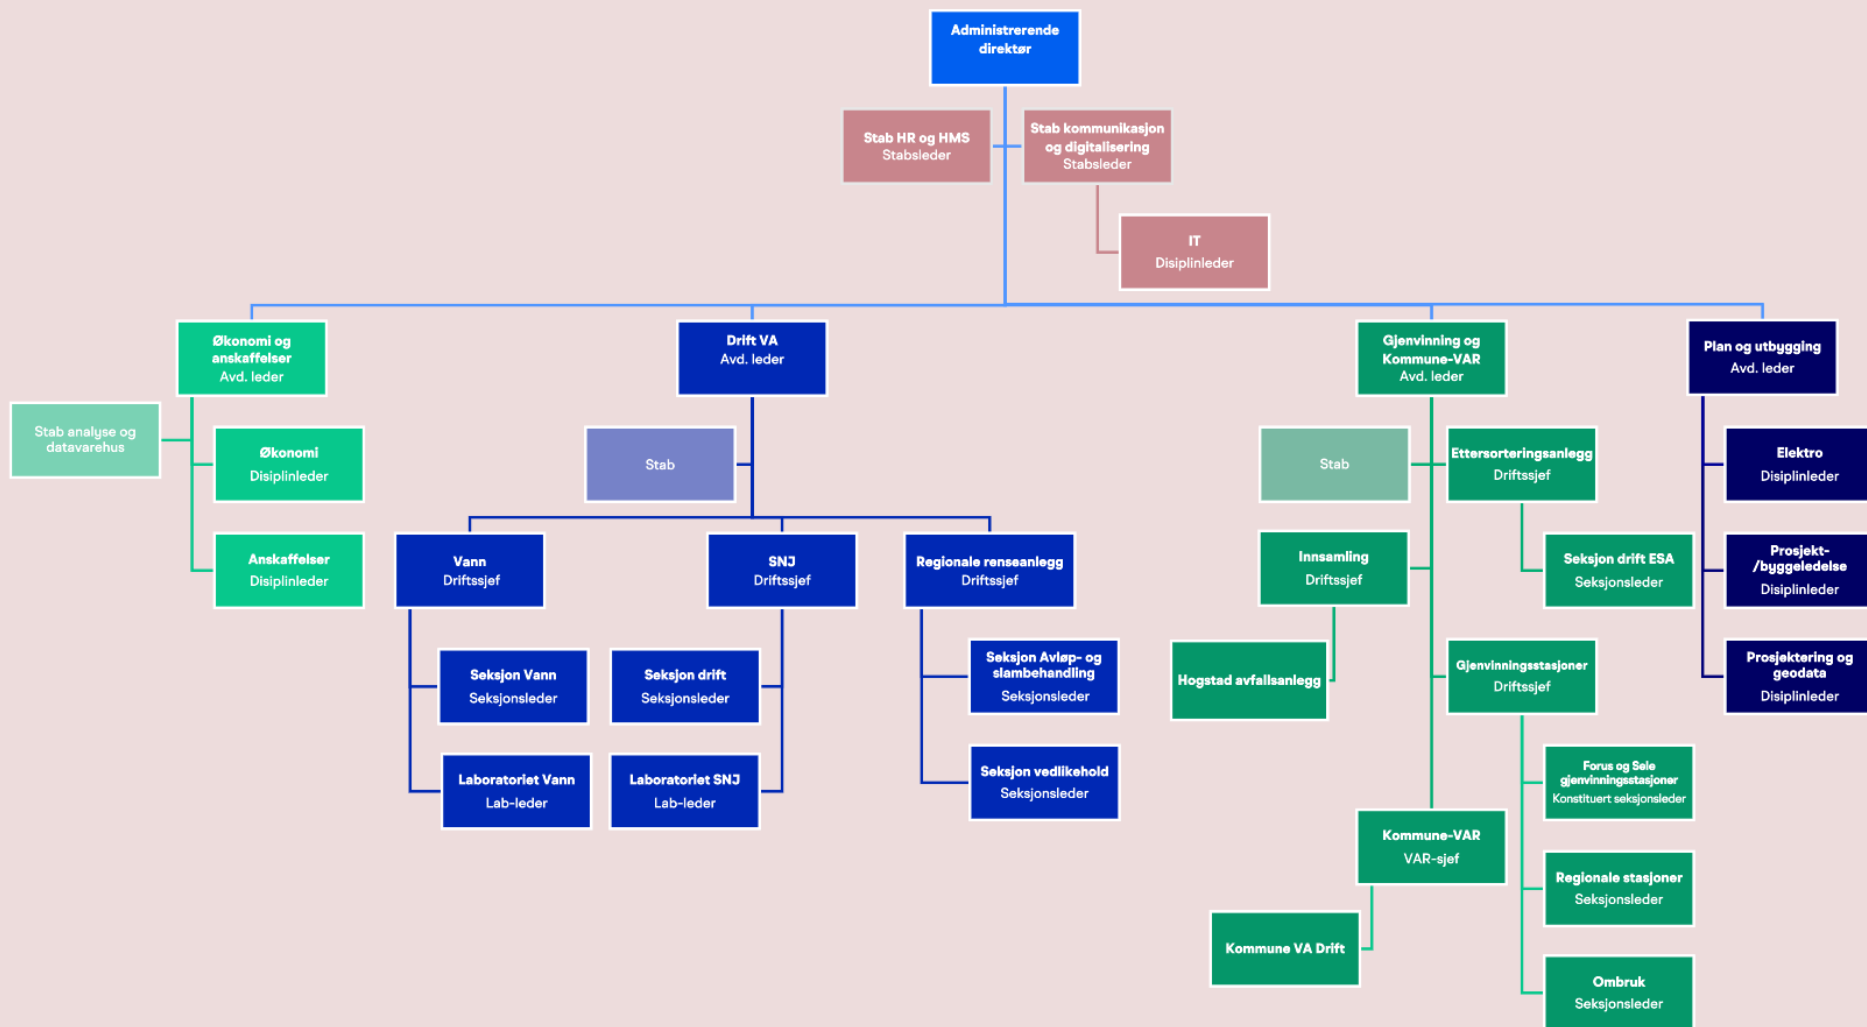 Administrerende
direktør
Stab HR og HMS
Stabsleder
Stab kommunikasjon
og digitalisering
Stabsleder
IT
Disiplinleder
Økonomi og
anskaffelser
Avd. leder
Drift VA
Avd. leder
Gjenvinning og
Kommune-VAR
Avd. leder
Plan og utbygging
Avd. leder
Stab analyse og
datavarehus
Økonomi
Disiplinleder
Anskaffelser
Disiplinleder
Stab
Vann
Driftssjef
SNJ
Driftssjef
Regionale renseanlegg
Driftssjef
Seksjon Vann
Seksjonsleder
Laboratoriet Vann
Lab-leder
Seksjon drift
Seksjonsleder
Laboratoriet SNJ
Lab-leder
Seksjon Avløp- og
slambehandling
Seksjonsleder
Seksjon vedlikehold
Seksjonsleder
Stab
Ettersorteringsanlegg
Driftssjef
Innsamling
Driftssjef
Seksjon drift ESA
Seksjonsleder
Hogstad avfallsanlegg
Gjenvinningsstasjoner
Driftssjef
Forus og Sele
gjenvinningsstasjoner
Konstituert seksjonsleder
Kommune-VAR
VAR-sjef
Regionale stasjoner
Seksjonsleder
Kommune VA Drift
Ombruk
Seksjonsleder
Elektro
Disiplinleder
Prosjekt-
/byggeledelse
Disiplinleder
Prosjektering og
geodata
Disiplinleder